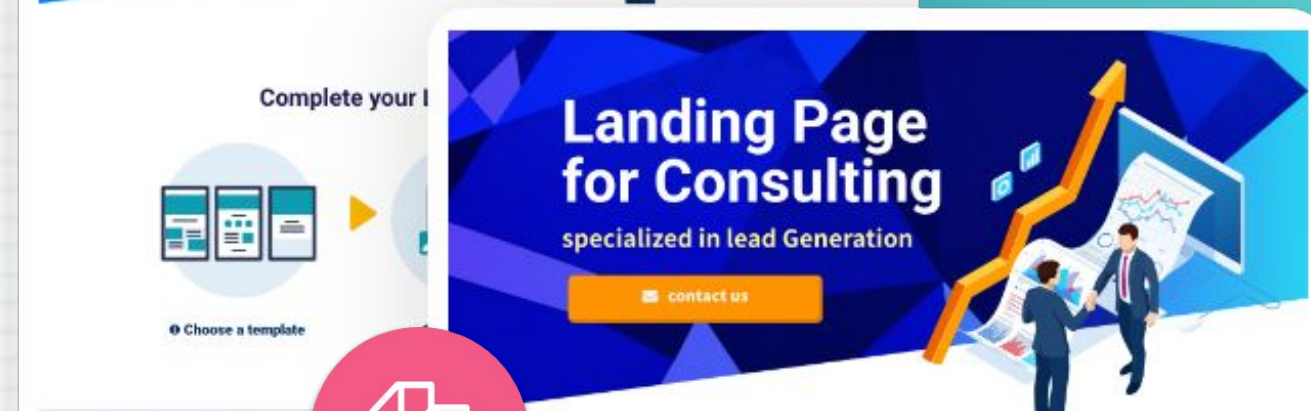 Complete your
Choose a template
Landing Page
for Consulting
specialized in lead Generation
contact us